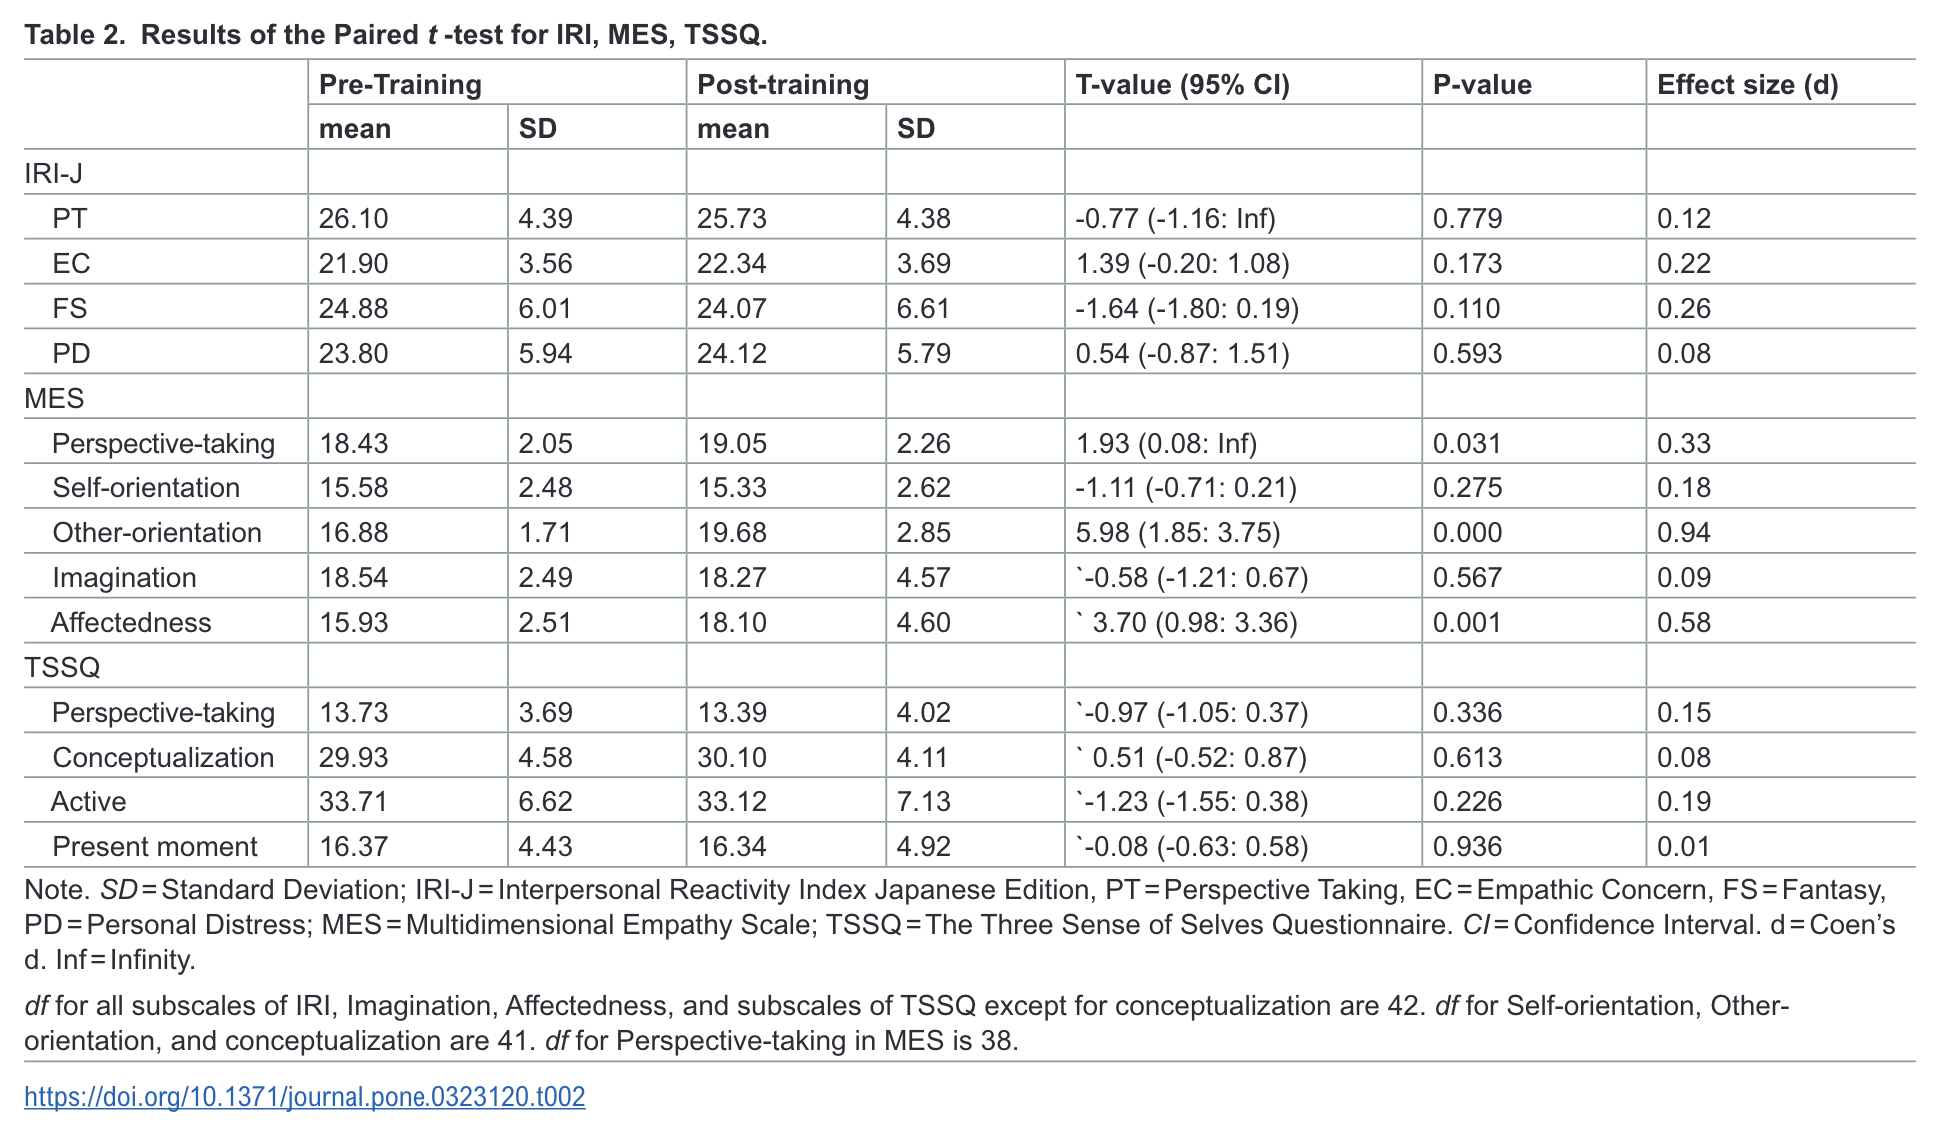 Table 2. Results of the Paired t -test for IRI, MES, TSSQ.
Pre-Training Post-training T-value (95% CI) P-value Effect size (d)
mean SD mean SD
IRI-J
PT 26.10 4.39 25.73 4.38 -0.77 (-1.16: Inf) 0.779 0.12
EC 21.90 3.56 22.34 3.69 1.39 (-0.20: 1.08) 0.173 0.22
FS 24.88 6.01 24.07 6.61 -1.64 (-1.80: 0.19) 0.110 0.26
PD 23.80 5.94 24.12 5.79 0.54 (-0.87: 1.51) 0.593 0.08
MES
Perspective-taking 18.43 2.05 19.05 2.26 1.93 (0.08: Inf) 0.031 0.33
Self-orientation 15.58 2.48 15.33 2.62 -1.11 (-0.71: 0.21) 0.275 0.18
Other-orientation 16.88 1.71 19.68 2.85 5.98 (1.85: 3.75) 0.000 0.94
Imagination 18.54 2.49 18.27 4.57 `-0.58 (-1.21: 0.67) 0.567 0.09
Affectedness 15.93 2.51 18.10 4.60 ` 3.70 (0.98: 3.36) 0.001 0.58
TSSQ
Perspective-taking 13.73 3.69 13.39 4.02 `-0.97 (-1.05: 0.37) 0.336 0.15
Conceptualization 29.93 4.58 30.10 4.11 ` 0.51 (-0.52: 0.87) 0.613 0.08
Active 33.71 6.62 33.12 7.13 `-1.23 (-1.55: 0.38) 0.226 0.19
Present moment 16.37 4.43 16.34 4.92 `-0.08 (-0.63: 0.58) 0.936 0.01
Note. SD = Standard Deviation; IRI-J = Interpersonal Reactivity Index Japanese Edition, PT = Perspective Taking, EC = Empathic Concern, FS = Fantasy,
PD = Personal Distress; MES = Multidimensional Empathy Scale; TSSQ = The Three Sense of Selves Questionnaire. CI = Confidence Interval. d = Coen’s
d. Inf = Infinity.
df for all subscales of IRI, Imagination, Affectedness, and subscales of TSSQ except for conceptualization are 42. df for Self-orientation, Other-
orientation, and conceptualization are 41. df for Perspective-taking in MES is 38.
https://doi.org/10.1371/journal.pone.0323120.t002